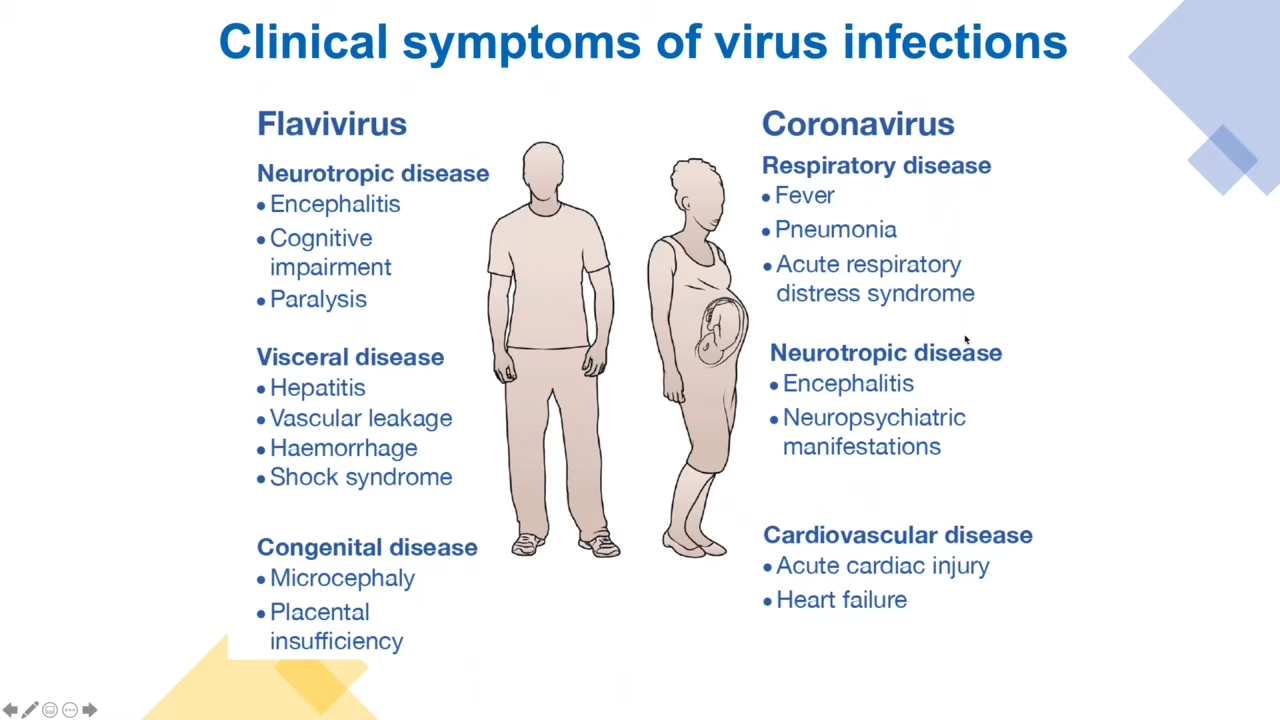 Clinical symptoms of virus infections
Flavivirus
Neurotropic disease
• Encephalitis
• Cognitive
impairment
• Paralysis
Visceral disease
• Hepatitis
• Vascular leakage
• Haemorrhage
• Shock syndrome
Congenital disease
• Microcephaly
• Placental
insufficiency
Coronavirus
Respiratory disease
• Fever
• Pneumonia
• Acute respiratory
distress syndrome
Neurotropic disease
• Encephalitis
• Neuropsychiatric
manifestations
Cardiovascular disease
• Acute cardiac injury
• Heart failure